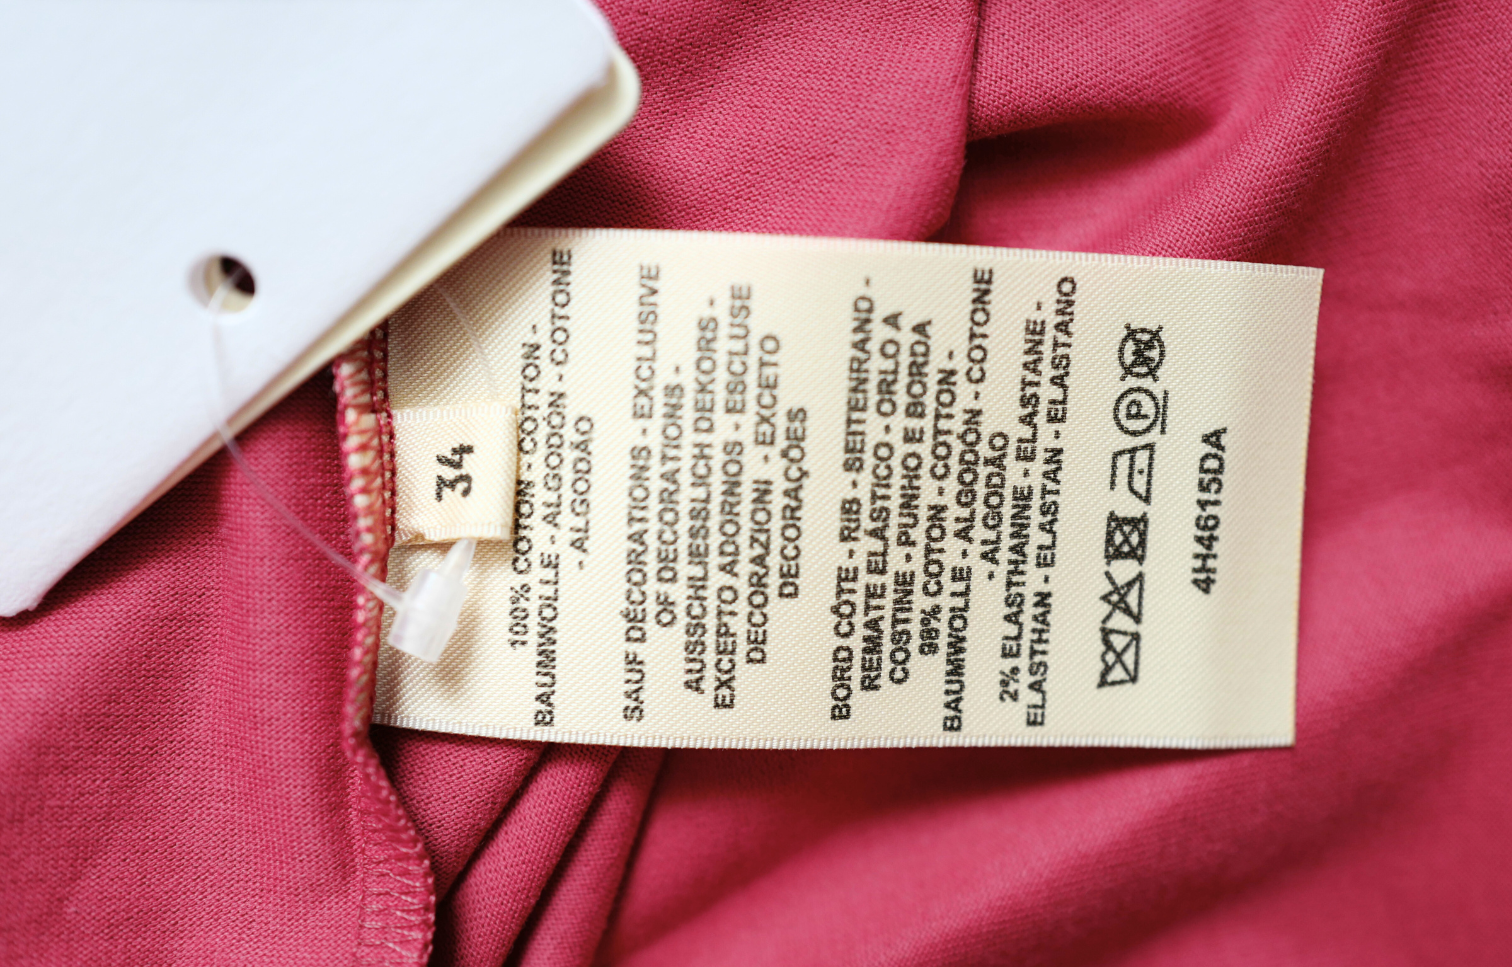 34
100% COTON - COTTON -
BAUMWOLLE - ALGODÓN - COTONE
- ALGODÃO
SAUF DÉCORATIONS - EXCLUSIVE
OF DECORATIONS -
AUSSCHLIESSLICH DEKORS -
EXCEPTO ADORNOS - ESCLUSE
DECORAZIONI - EXCETO
DECORAÇÕES
BORD CÔTE - RIB - SEITENRAND -
REMATE ELÁSTICO - ORLO A
COSTINE - PUNHO E BORDA
98% COTON - COTTON -
BAUMWOLLE - ALGODÓN - COTONE
- ALGODÃO
2% ELASTHANNE - ELASTANE -
ELASTHAN - ELASTAN - ELASTANO
P
W
4H4615DA